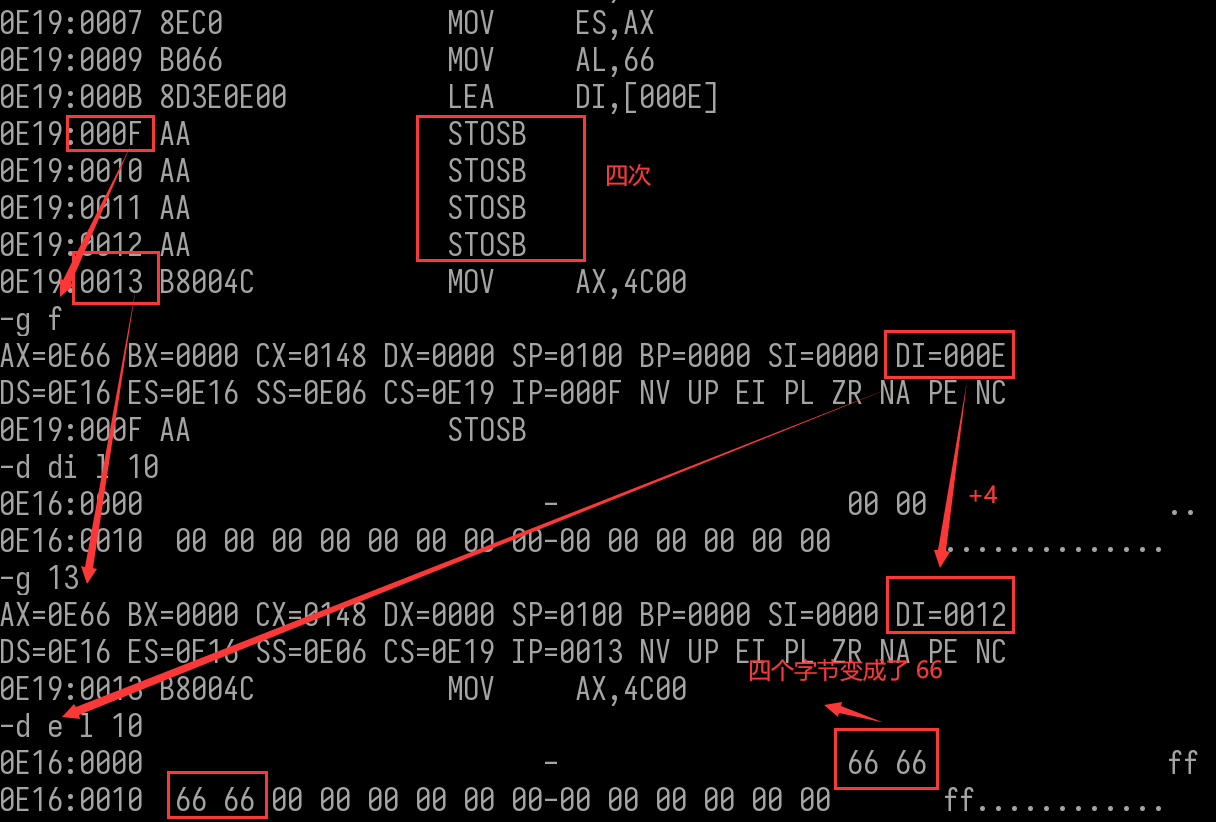 0E19:0007 8EC0 MOV ES,AX
0E19:0009 B066 MOV AL,66
0E19:000B 8D3E0E00 LEA DI,[000E]
0E19:000F AA STOSB
0E19:0010 AA STOSB
四次
0E19:0011 AA STOSB
0E19:0012 AA STOSB
0E19:0013 B8004C MOV AX,4C00
-g f
AX=0E66 BX=0000 CX=0148 DX=0000 SP=0100 BP=0000 SI=0000 DI=000E
DS=0E16 ES=0E16 SS=0E06 CS=0E19 IP=000F NV UP EI PL ZR NA PE NC
0E19:000F AA STOSB
-d di l 10
+4
0E16:0000 - 00 00 ..
0E16:0010 00 00 00 00 00 00 00 00-00 00 00 00 00 00 ..............
-g 13
AX=0E66 BX=0000 CX=0148 DX=0000 SP=0100 BP=0000 SI=0000 DI=0012
DS=0E16 ES=0E16 SS=0E06 CS=0E19 IP=0013 NV UP EI PL ZR NA PE NC
四个字节变成了 66
0E19:0013 B8004C MOV AX,4C00
-d e l 10
0E16:0000 - 66 66 ff
0E16:0010 66 66 00 00 00 00 00 00-00 00 00 00 00 00 ff............